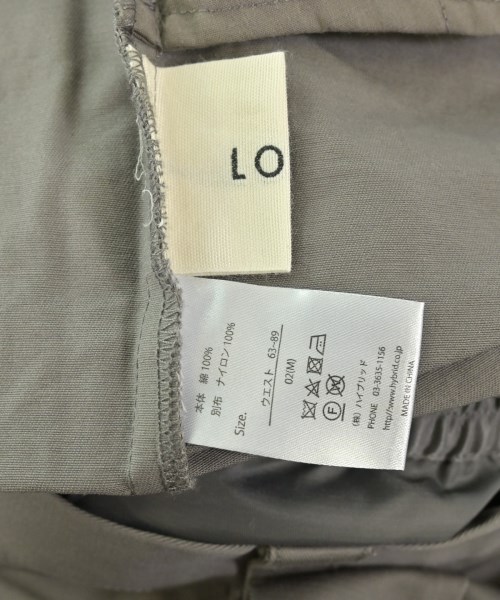 LO
本体 綿 100%
別布 ナイロン 100%
Size.
ウエスト 63~89
02(M)
F
(株) ハイブリッド
PHONE 03-3635-1156
http://www.hybrid.co.jp
MADE IN CHINA